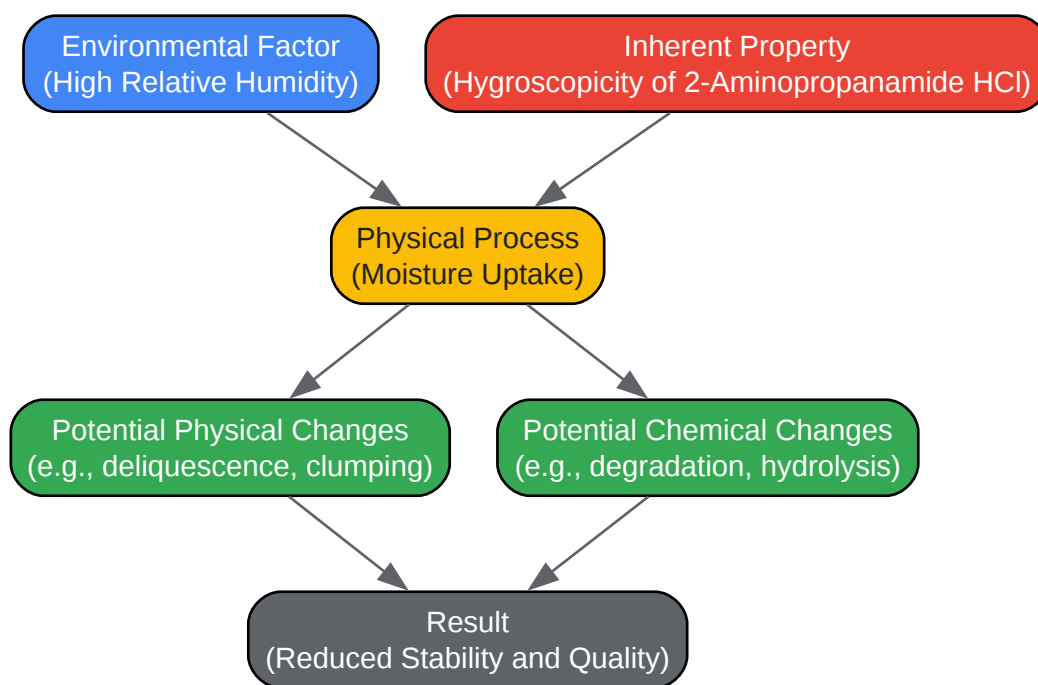 Environmental Factor
(High Relative Humidity)
Inherent Property
(Hygroscopicity of 2-Aminopropanamide HCl)
Physical Process
(Moisture Uptake)
Potential Physical Changes
(e.g., deliquescence, clumping)
Potential Chemical Changes
(e.g., degradation, hydrolysis)
Result
(Reduced Stability and Quality)